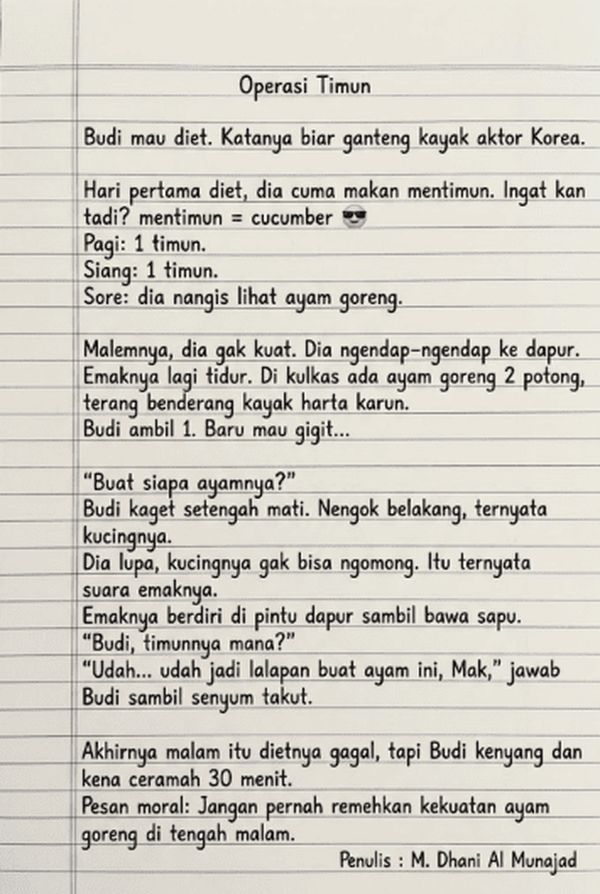 Operasi Timun
Budi mau diet. Katanya biar ganteng kayak aktor Korea.
Hari pertama diet, dia cuma makan mentimun. Ingat kan
tadi? mentimun = cucumber 😎
Pagi: 1 timun.
Siang: 1 timun.
Sore: dia nangis lihat ayam goreng.
Malemnya, dia gak kuat. Dia ngendap-ngendap ke dapur.
Emaknya lagi tidur. Di kulkas ada ayam goreng 2 potong,
terang benderang kayak harta karun.
Budi ambil 1. Baru mau gigit...
“Buat siapa ayamnya?”
Budi kaget setengah mati. Nengok belakang, ternyata
kucingnya.
Dia lupa, kucingnya gak bisa ngomong. Itu ternyata
suara emaknya.
Emaknya berdiri di pintu dapur sambil bawa sapu.
“Budi, timunnya mana?”
“Udah... udah jadi lalapan buat ayam ini, Mak,” jawab
Budi sambil senyum takut.
Akhirnya malam itu dietnya gagal, tapi Budi kenyang dan
kena ceramah 30 menit.
Pesan moral: Jangan pernah remehkan kekuatan ayam
goreng di tengah malam.
Penulis : M. Dhani Al Munajad